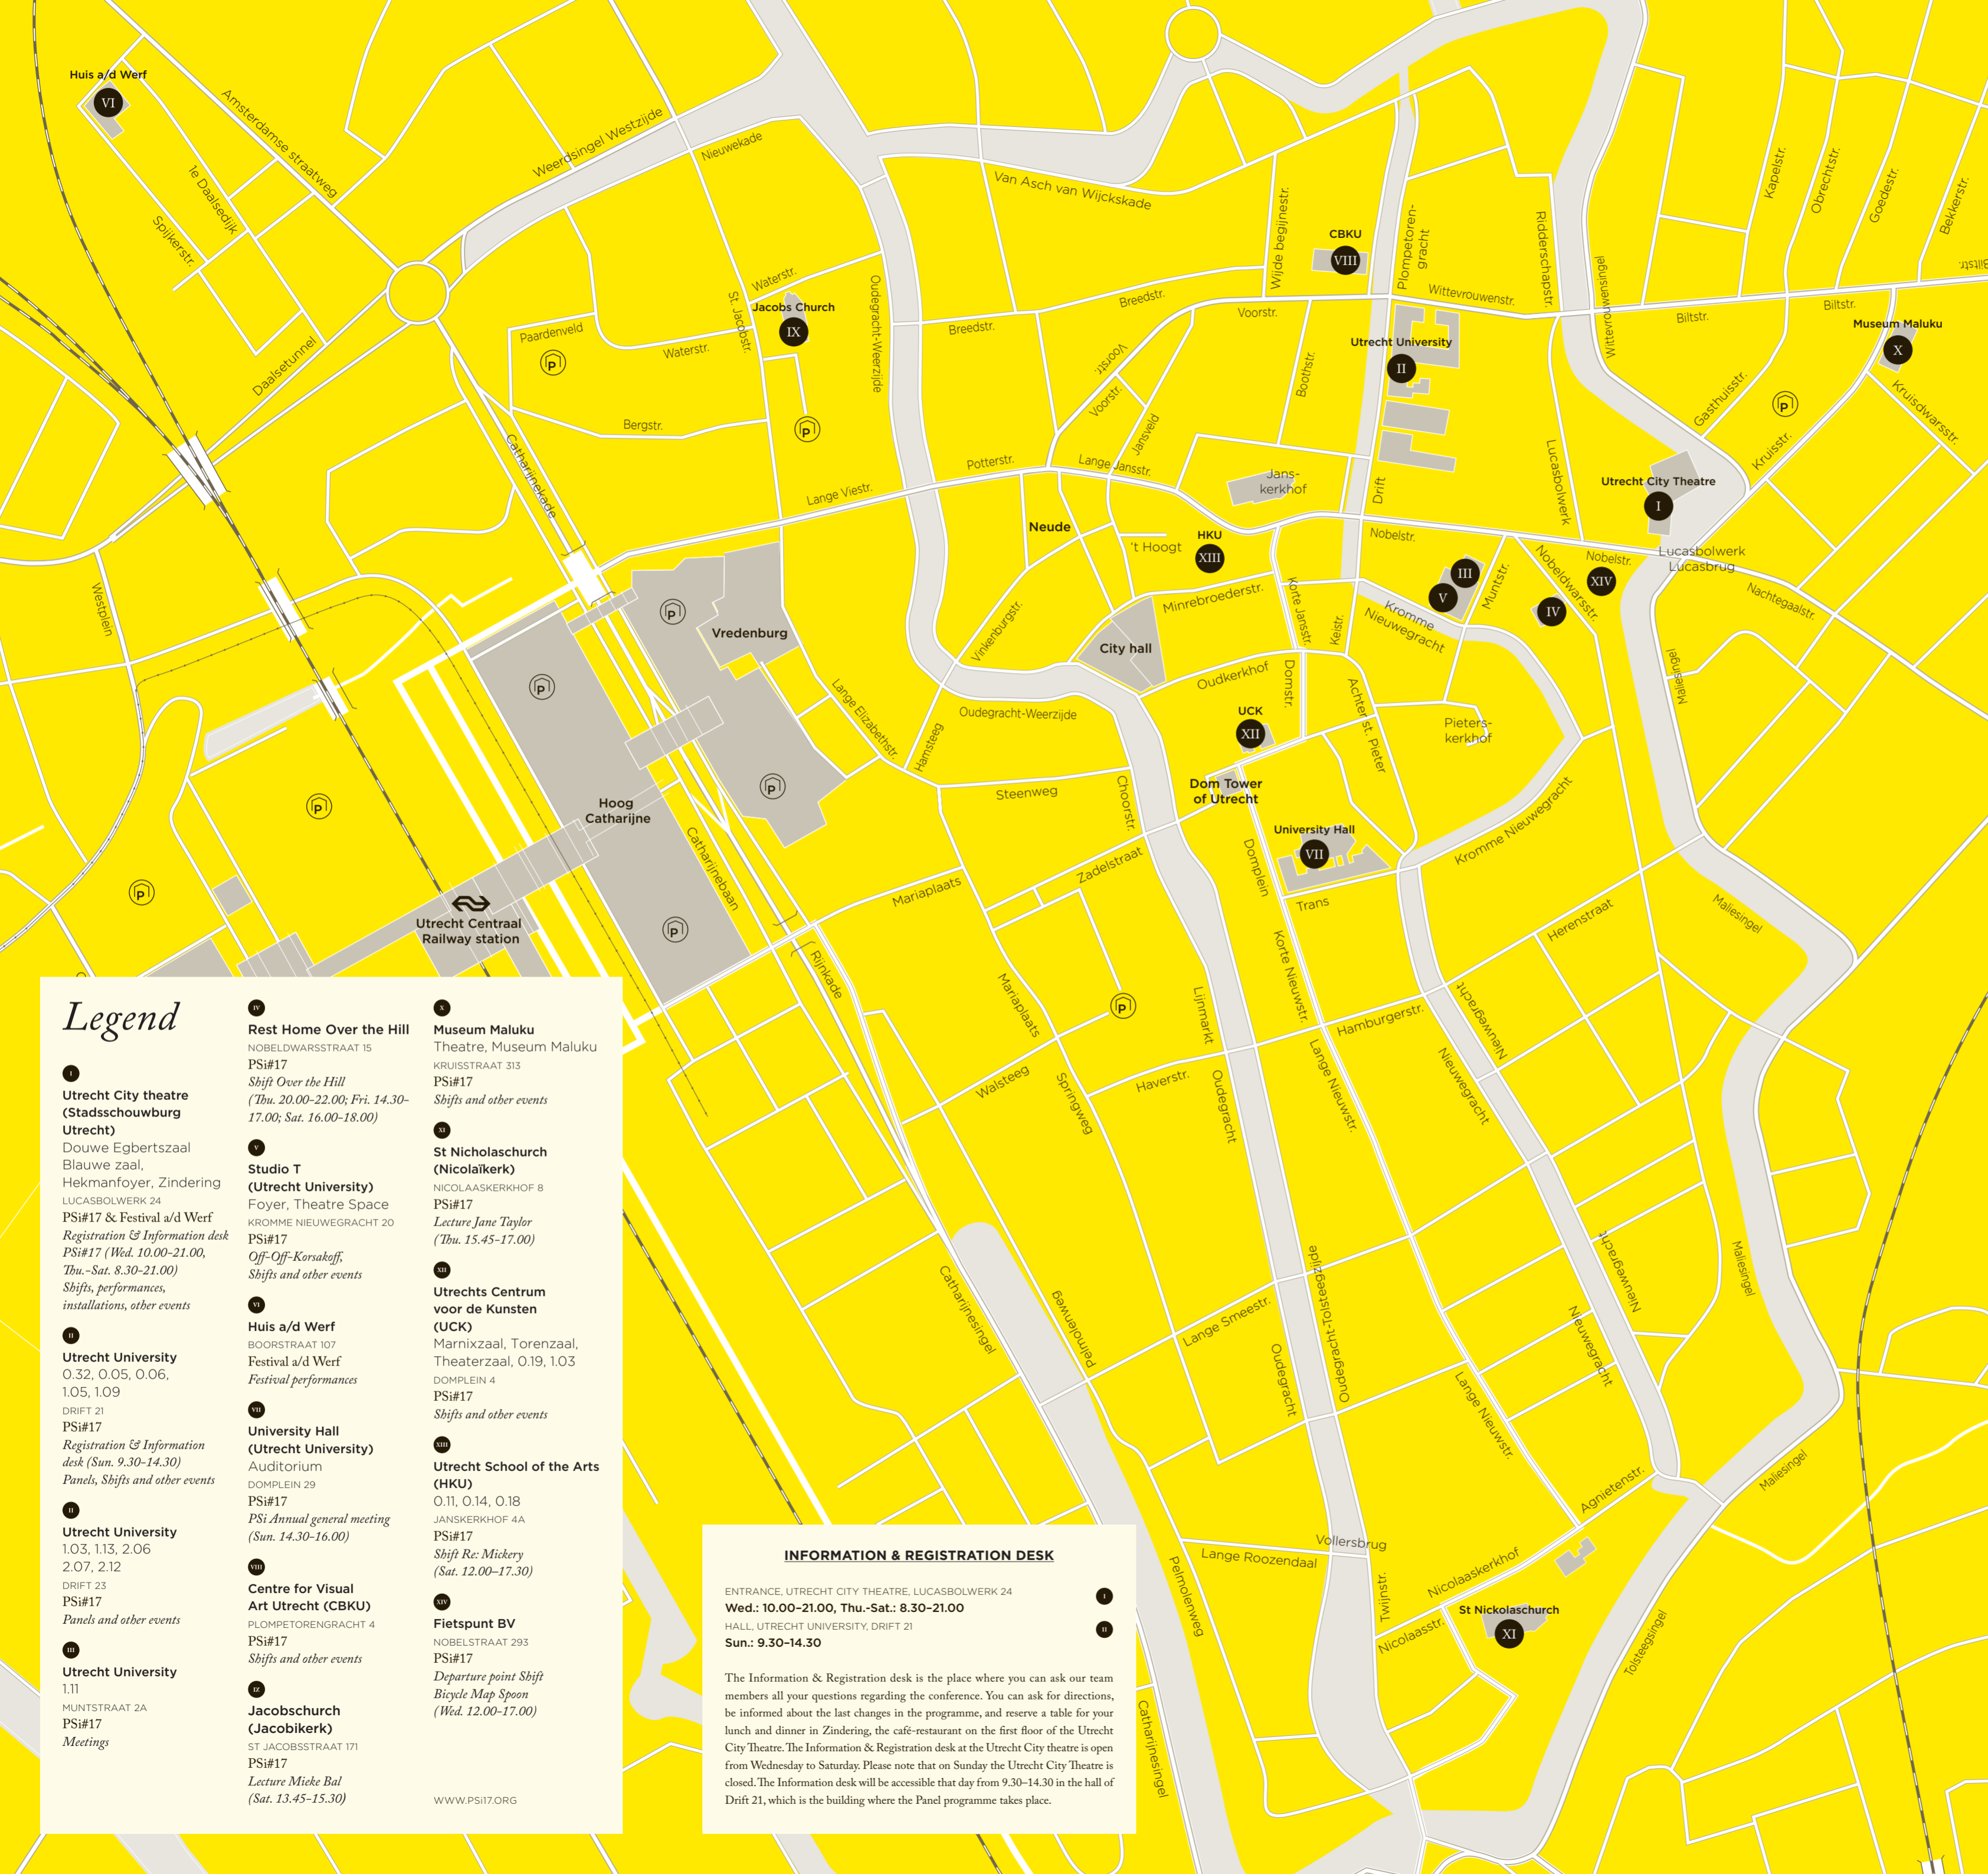 Huis a/d Werf
VI
Amsterdamse straatweg
1e Daalsedijk
Spijkerstr.
Daalsetunnel
Weerdsingel Westzijde
Nieuwekade
Van Asch van Wijckskade
Wijde begijnestr.
Plompetoren-
gracht
Ridderschapstr.
Wittevrouwensingel
Kapelstr.
Obrechtstr.
Goedestr.
Bekkerstr.
Biltstr.
CBKU
VIII
Waterstr.
Jacobs Church
IX
St. Jacobstr.
Oudegracht-Weerzijde
Breedstr.
Breedstr.
Voorstr.
Wittevrouwenstr.
Biltstr.
Biltstr.
Museum Maluku
X
Paardenveld
P
Waterstr.
Bergstr.
P
Voorstr.
Voorstr.
Jansveld
Boothstr.
Utrecht University
II
Gasthuisstr.
P
Kruisdwarsstr.
Kruisstr.
Catharijnekade
Lange Viestr.
Potterstr.
Lange Jansstr.
Jans-
kerkhof
Drift
Lucasbolwerk
Utrecht City Theatre
I
Neude
't Hoogt
HKU
XIII
Nobelstr.
Nobelstr.
Lucasbolwerk
Lucasbrug
Nachtegaalstr.
III
V
Muntstr.
Nobeldwarsstr.
XIV
IV
Westplein
P
Vredenburg
Vinkenburgstr.
Minrebroederstr.
Korte Jansstr.
Keistr.
Kromme
Nieuwegracht
City hall
Oudkerkhof
Domstr.
Achter st. Pieter
Pieters-
kerkhof
Maliesingel
P
Lange Elizabethstr.
Hamsteeg
Oudegracht-Weerzijde
UCK
XII
Dom Tower
of Utrecht
Steenweg
Choorstr.
P
P
Hoog
Catharijne
Catharijnebaan
University Hall
VII
Domplein
Trans
Kromme Nieuwegracht
Zadelstraat
Mariaplaats
P
Utrecht Centraal
Railway station
P
Rijnkade
Mariaplaats
P
Lijnmarkt
Korte Nieuwstr.
Hamburgerstr.
Nieuwegracht
Herenstraat
Maliesingel
Walsteeg
Springweg
Haverstr.
Oudegracht
Lange Nieuwstr.
Nieuwegracht
Catharijnesingel
Pelmolenweg
Lange Smeestr.
Oudegracht-Tolsteegzijde
Oudegracht
Lange Nieuwstr.
Nieuwegracht
Nieuwegracht
Maliesingel
Maliesingel
Agnietenstr.
Vollersbrug
Lange Roozendaal
Pelmolenweg
Twijnstr.
Nicolaaskerkhof
Nicolaasstr.
St Nickolaschurch
XI
Tolsteegsingel
Catharijnesingel
Legend
I
Utrecht City theatre
(Stadsschouwburg
Utrecht)
Douwe Egbertszaal
Blauwe zaal,
Hekmanfoyer, Zindering
LUCASBOLWERK 24
PSi#17 & Festival a/d Werf
Registration & Information desk
PSi#17 (Wed. 10.00-21.00,
Thu.-Sat. 8.30-21.00)
Shifts, performances,
installations, other events
II
Utrecht University
0.32, 0.05, 0.06,
1.05, 1.09
DRIFT 21
PSi#17
Registration & Information
desk (Sun. 9.30-14.30)
Panels, Shifts and other events
II
Utrecht University
1.03, 1.13, 2.06
2.07, 2.12
DRIFT 23
PSi#17
Panels and other events
III
Utrecht University
1.11
MUNTSTRAAT 2A
PSi#17
Meetings
IV
Rest Home Over the Hill
NOBELDWARSSTRAAT 15
PSi#17
Shift Over the Hill
(Thu. 20.00-22.00; Fri. 14.30-
17.00; Sat. 16.00-18.00)
V
Studio T
(Utrecht University)
Foyer, Theatre Space
KROMME NIEUWEGRACHT 20
PSi#17
Off-Off-Korsakoff,
Shifts and other events
VI
Huis a/d Werf
BOORSTRAAT 107
Festival a/d Werf
Festival performances
VII
University Hall
(Utrecht University)
Auditorium
DOMPLEIN 29
PSi#17
PSi Annual general meeting
(Sun. 14.30-16.00)
VIII
Centre for Visual
Art Utrecht (CBKU)
PLOMPETORENGRACHT 4
PSi#17
Shifts and other events
IX
Jacobschurch
(Jacobikerk)
ST JACOBSSTRAAT 171
PSi#17
Lecture Mieke Bal
(Sat. 13.45-15.30)
X
Museum Maluku
Theatre, Museum Maluku
KRUISSTRAAT 313
PSi#17
Shifts and other events
XI
St Nicholaschurch
(Nicolaïkerk)
NICOLAASKERKHOF 8
PSi#17
Lecture Jane Taylor
(Thu. 15.45-17.00)
XII
Utrechts Centrum
voor de Kunsten
(UCK)
Marnixzaal, Torenzaal,
Theaterzaal, 0.19, 1.03
DOMPLEIN 4
PSi#17
Shifts and other events
XIII
Utrecht School of the Arts
(HKU)
0.11, 0.14, 0.18
JANSKERKHOF 4A
PSi#17
Shift Re: Mickery
(Sat. 12.00–17.30)
XIV
Fietspunt BV
NOBELSTRAAT 293
PSi#17
Departure point Shift
Bicycle Map Spoon
(Wed. 12.00-17.00)
WWW.PSi17.ORG
INFORMATION & REGISTRATION DESK
ENTRANCE, UTRECHT CITY THEATRE, LUCASBOLWERK 24
I
Wed.: 10.00–21.00, Thu.-Sat.: 8.30–21.00
HALL, UTRECHT UNIVERSITY, DRIFT 21
II
Sun.: 9.30–14.30
The Information & Registration desk is the place where you can ask our team
members all your questions regarding the conference. You can ask for directions,
be informed about the last changes in the programme, and reserve a table for your
lunch and dinner in Zindering, the café-restaurant on the first floor of the Utrecht
City Theatre. The Information & Registration desk at the Utrecht City theatre is open
from Wednesday to Saturday. Please note that on Sunday the Utrecht City Theatre is
closed. The Information desk will be accessible that day from 9.30–14.30 in the hall of
Drift 21, which is the building where the Panel programme takes place.